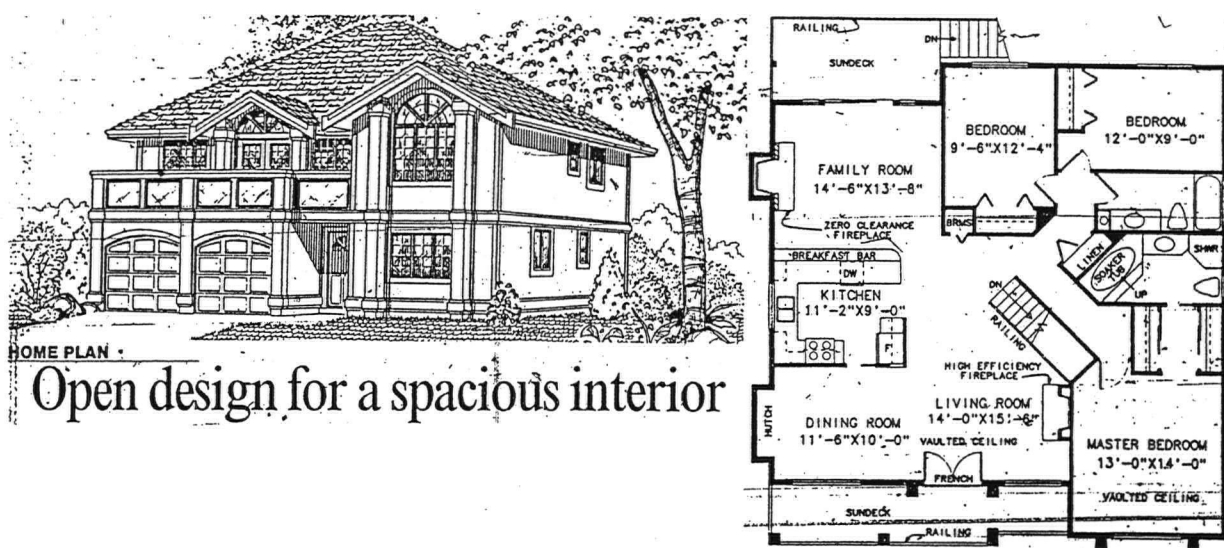 HOME PLAN
Open design for a spacious interior
RAILING
DN
SUNDECK
BEDROOM
9'-6"X12'-4"
BEDROOM
12'-0"X9'-0"
FAMILY ROOM
14'-6"X13'-8"
ZERO CLEARANCE
FIREPLACE
BRMS
BREAKFAST BAR
DW
KITCHEN
11'-2"X9'-0"
F
LINEN
SOAKER
TUB
SHWR
UP
DN
RAILING
HIGH EFFICIENCY
FIREPLACE
HUTCH
DINING ROOM
11'-6"X10'-0"
LIVING ROOM
14'-0"X15'-6"
VAULTED CEILING
FRENCH
MASTER BEDROOM
13'-0"X14'-0"
VAULTED CEILING
SUNDECK
RAILING